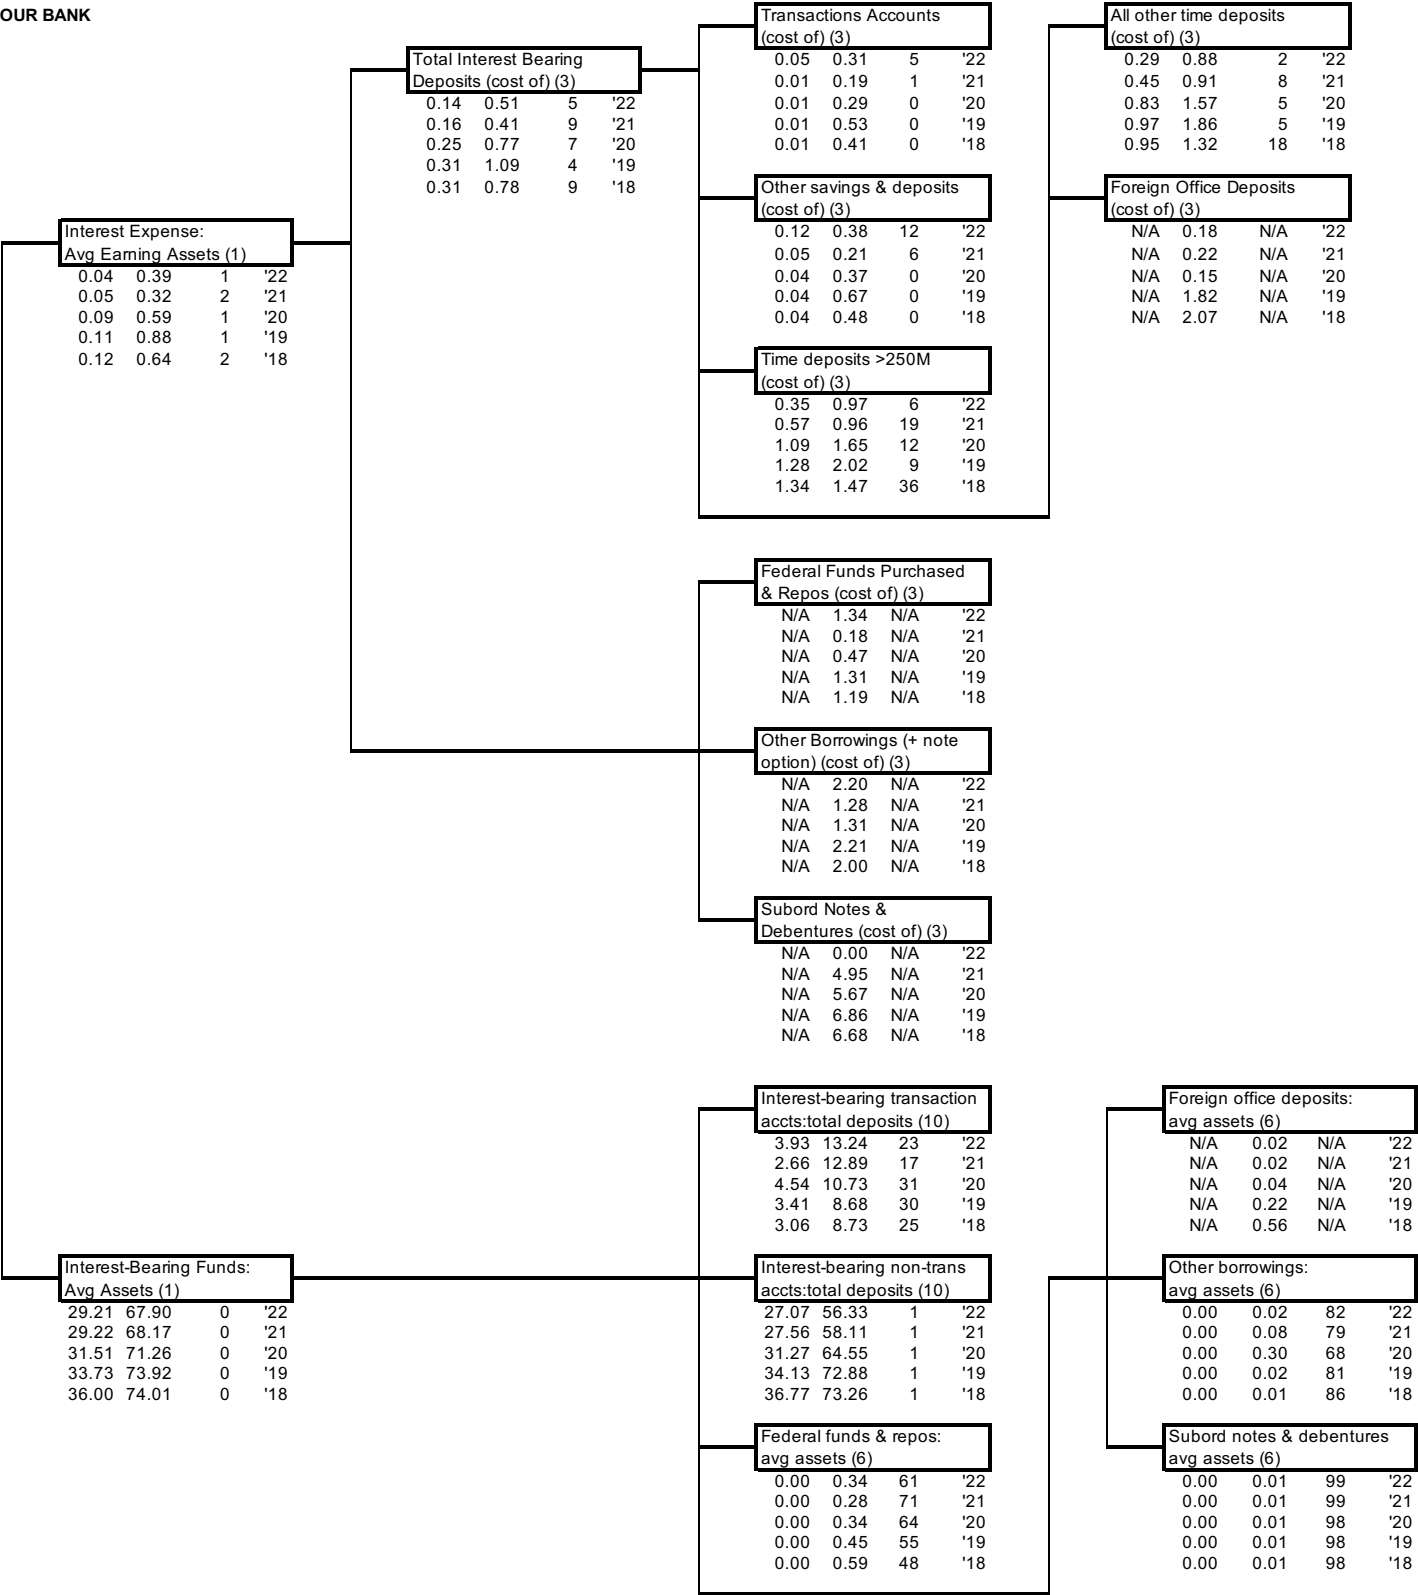 OUR BANK
Interest Expense:
Avg Earning Assets (1)
0.04 0.39 1 '22
0.05 0.32 2 '21
0.09 0.59 1 '20
0.11 0.88 1 '19
0.12 0.64 2 '18
Total Interest Bearing
Deposits (cost of) (3)
0.14 0.51 5 '22
0.16 0.41 9 '21
0.25 0.77 7 '20
0.31 1.09 4 '19
0.31 0.78 9 '18
Transactions Accounts
(cost of) (3)
0.05 0.31 5 '22
0.01 0.19 1 '21
0.01 0.29 0 '20
0.01 0.53 0 '19
0.01 0.41 0 '18
Other savings & deposits
(cost of) (3)
0.12 0.38 12 '22
0.05 0.21 6 '21
0.04 0.37 0 '20
0.04 0.67 0 '19
0.04 0.48 0 '18
Time deposits >250M
(cost of) (3)
0.35 0.97 6 '22
0.57 0.96 19 '21
1.09 1.65 12 '20
1.28 2.02 9 '19
1.34 1.47 36 '18
All other time deposits
(cost of) (3)
0.29 0.88 2 '22
0.45 0.91 8 '21
0.83 1.57 5 '20
0.97 1.86 5 '19
0.95 1.32 18 '18
Foreign Office Deposits
(cost of) (3)
N/A 0.18 N/A '22
N/A 0.22 N/A '21
N/A 0.15 N/A '20
N/A 1.82 N/A '19
N/A 2.07 N/A '18
Federal Funds Purchased
& Repos (cost of) (3)
N/A 1.34 N/A '22
N/A 0.18 N/A '21
N/A 0.47 N/A '20
N/A 1.31 N/A '19
N/A 1.19 N/A '18
Other Borrowings (+ note
option) (cost of) (3)
N/A 2.20 N/A '22
N/A 1.28 N/A '21
N/A 1.31 N/A '20
N/A 2.21 N/A '19
N/A 2.00 N/A '18
Subord Notes &
Debentures (cost of) (3)
N/A 0.00 N/A '22
N/A 4.95 N/A '21
N/A 5.67 N/A '20
N/A 6.86 N/A '19
N/A 6.68 N/A '18
Interest-Bearing Funds:
Avg Assets (1)
29.21 67.90 0 '22
29.22 68.17 0 '21
31.51 71.26 0 '20
33.73 73.92 0 '19
36.00 74.01 0 '18
Interest-bearing transaction
accts:total deposits (10)
3.93 13.24 23 '22
2.66 12.89 17 '21
4.54 10.73 31 '20
3.41 8.68 30 '19
3.06 8.73 25 '18
Interest-bearing non-trans
accts:total deposits (10)
27.07 56.33 1 '22
27.56 58.11 1 '21
31.27 64.55 1 '20
34.13 72.88 1 '19
36.77 73.26 1 '18
Federal funds & repos:
avg assets (6)
0.00 0.34 61 '22
0.00 0.28 71 '21
0.00 0.34 64 '20
0.00 0.45 55 '19
0.00 0.59 48 '18
Foreign office deposits:
avg assets (6)
N/A 0.02 N/A '22
N/A 0.02 N/A '21
N/A 0.04 N/A '20
N/A 0.22 N/A '19
N/A 0.56 N/A '18
Other borrowings:
avg assets (6)
0.00 0.02 82 '22
0.00 0.08 79 '21
0.00 0.30 68 '20
0.00 0.02 81 '19
0.00 0.01 86 '18
Subord notes & debentures
avg assets (6)
0.00 0.01 99 '22
0.00 0.01 99 '21
0.00 0.01 98 '20
0.00 0.01 98 '19
0.00 0.01 98 '18